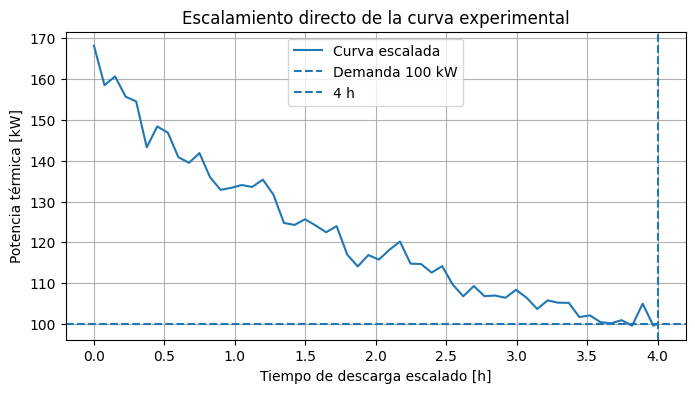 Escalamiento directo de la curva experimental
Potencia térmica [kW]
170
160
150
140
130
120
110
100
Curva escalada
Demanda 100 kW
4 h
0.0 0.5 1.0 1.5 2.0 2.5 3.0 3.5 4.0
Tiempo de descarga escalado [h]